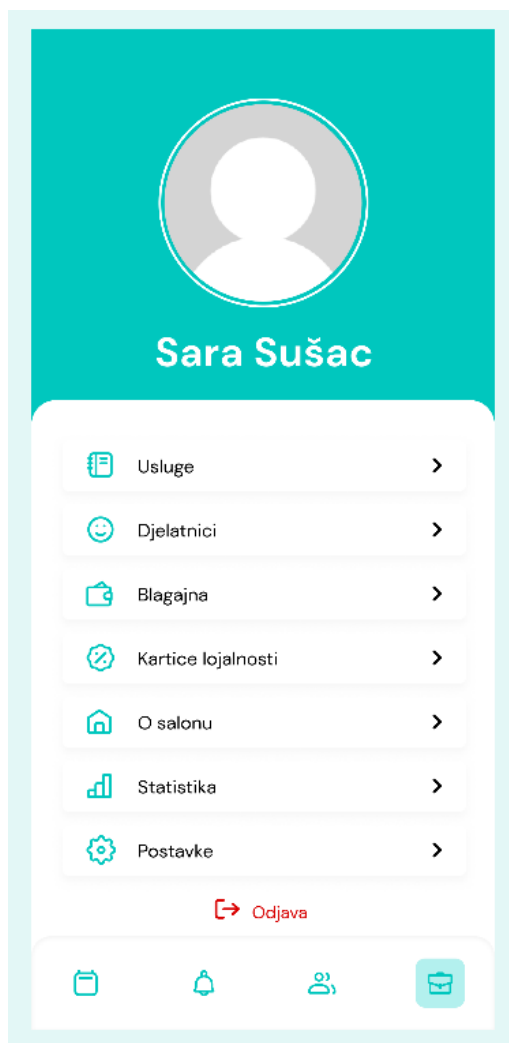 Sara Sušac
Usluge
Djelatnici
Blagajna
Kartice lojalnosti
O salonu
Statistika
Postavke
Odjava